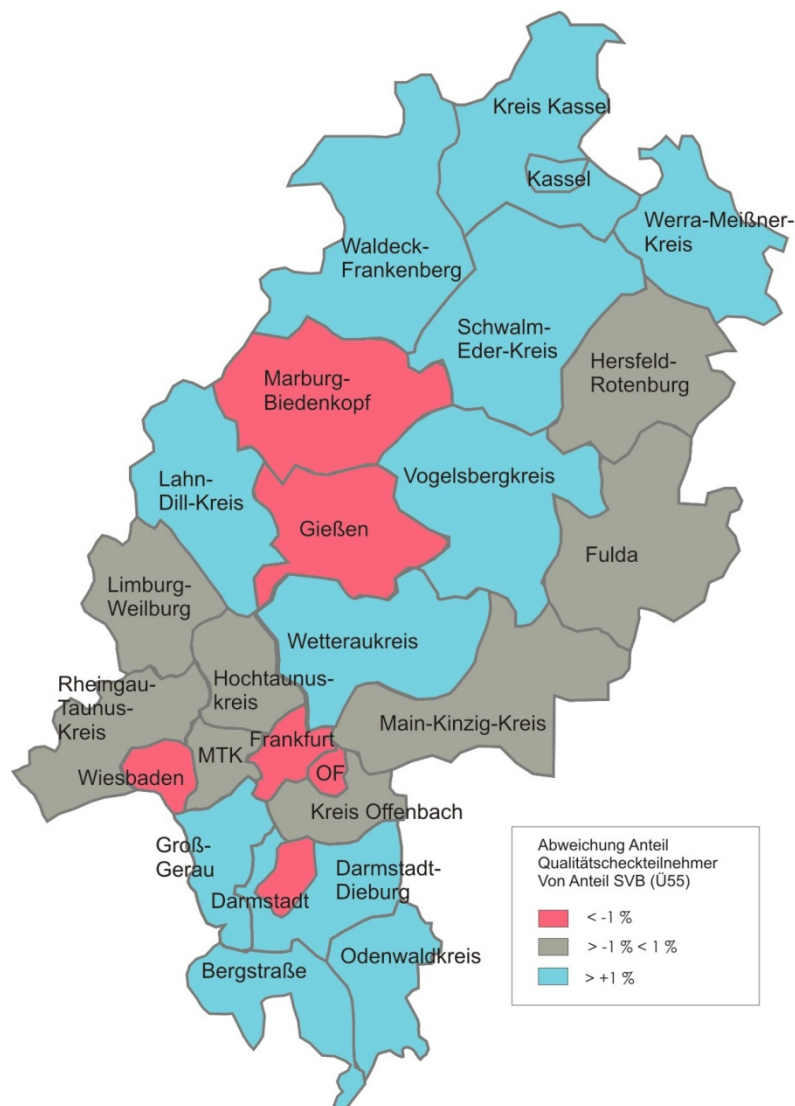 Kreis Kassel
Kassel
Werra-Meißner-
Kreis
Waldeck-
Frankenberg
Schwalm-
Eder-Kreis
Hersfeld-
Rotenburg
Marburg-
Biedenkopf
Lahn-
Dill-Kreis
Vogelsbergkreis
Gießen
Fulda
Limburg-
Weilburg
Wetteraukreis
Rheingau-
Taunus-
Kreis
Hochtaunus-
kreis
Main-Kinzig-Kreis
Frankfurt
MTK
OF
Wiesbaden
Kreis Offenbach
Groß-
Gerau
Darmstadt-
Dieburg
Darmstadt
Odenwaldkreis
Bergstraße
Abweichung Anteil
Qualitätsscheckteilnehmer
Von Anteil SVB (Ü55)
< -1 %
> -1 % < 1 %
> +1 %